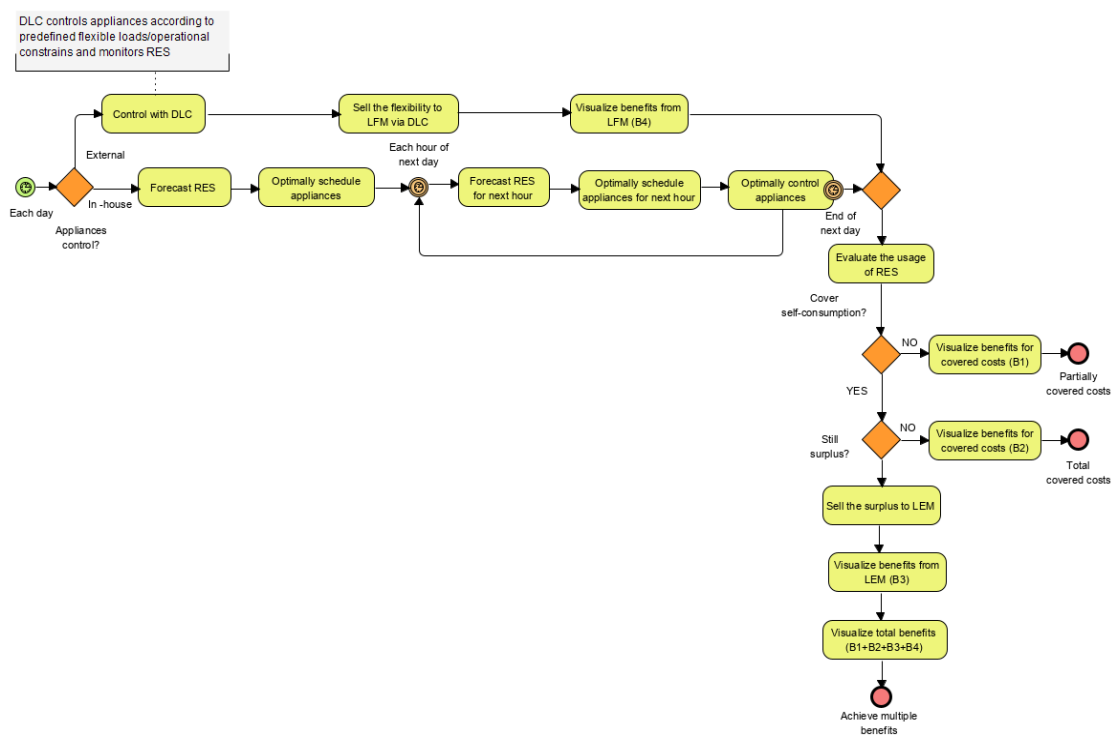 DLC controls appliances according to
predefined flexible loads/operational
constrains and monitors RES
Control with DLC
Sell the flexibility to
LFM via DLC
Visualize benefits from
LFM (B4)
External
Each hour of
next day
Forecast RES
Optimally schedule
appliances
Forecast RES
for next hour
Optimally schedule
appliances for next hour
Optimally control
appliances
Each day
In -house
Appliances
control?
End of
next day
Evaluate the usage
of RES
Cover
self-consumption?
NO
Visualize benefits for
covered costs (B1)
Partially
covered costs
YES
Still
surplus?
NO
Visualize benefits for
covered costs (B2)
Total
covered costs
Sell the surplus to LEM
Visualize benefits from
LEM (B3)
Visualize total benefits
(B1+B2+B3+B4)
Achieve multiple
benefits